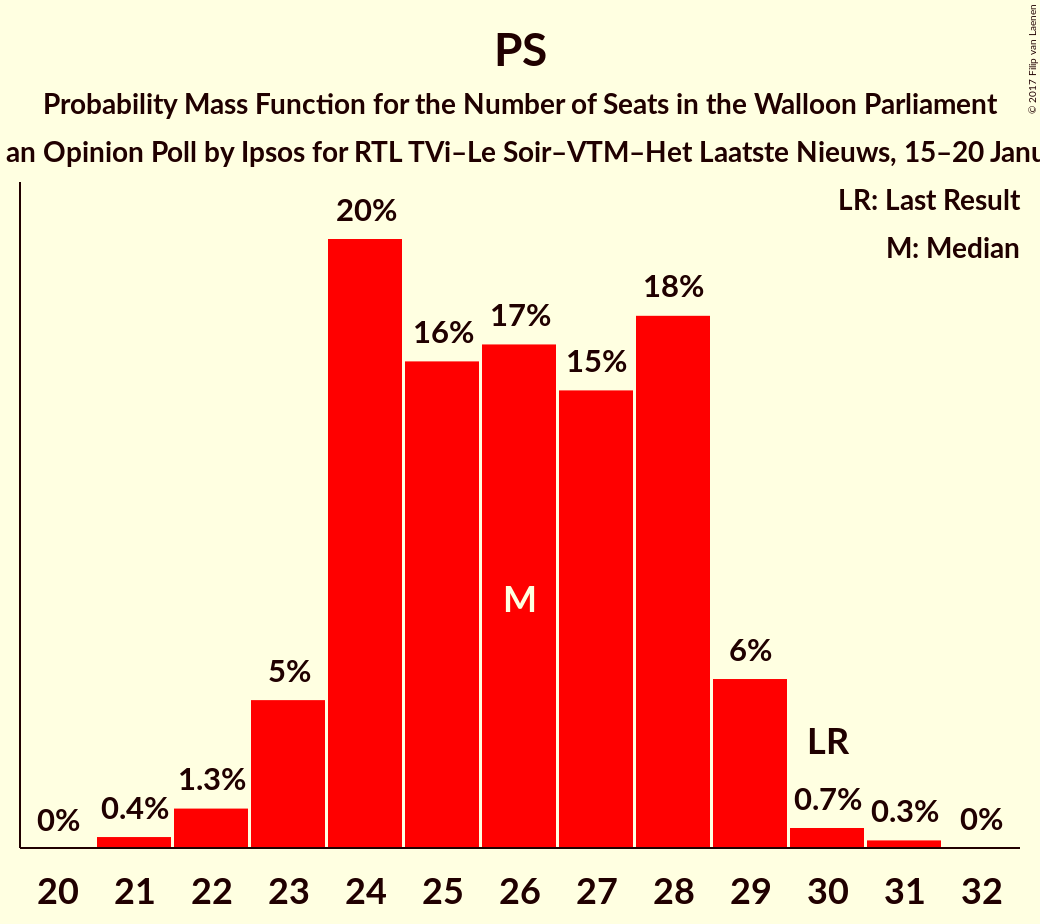 PS
Probability Mass Function for the Number of Seats in the Walloon Parliament
an Opinion Poll by Ipsos for RTL TVi–Le Soir–VTM–Het Laatste Nieuws, 15–20 Janu
© 2017 Filip van Laenen
LR: Last Result
M: Median
20%
18%
17%
16%
15%
M
6%
5%
LR
1.3%
0.7%
0.4%
0.3%
0%
0%
20 21 22 23 24 25 26 27 28 29 30 31 32